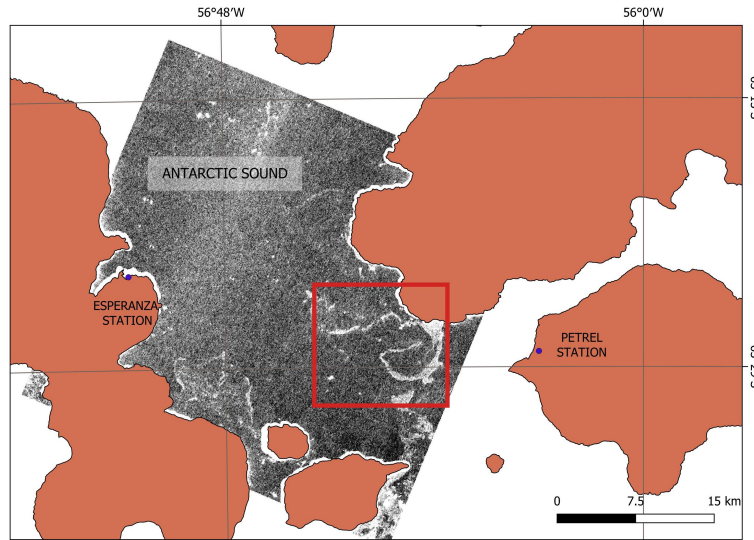 56°48'W 56°0'W
ANTARCTIC SOUND
ESPERANZA
STATION
PETREL
STATION
0 7.5 15 km